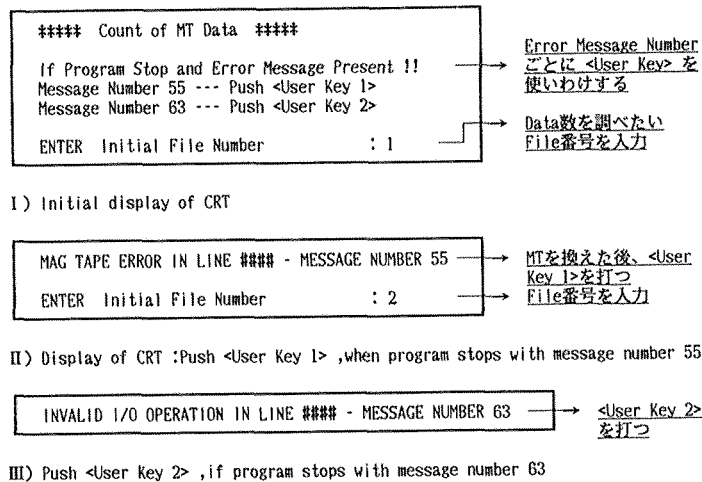 ***** Count of MT Data *****
If Program Stop and Error Message Present !!
Message Number 55 --- Push <User Key 1>
Message Number 63 --- Push <User Key 2>
ENTER Initial File Number : 1
Error Message Number
ごとに <User Key> を
使いわけする
Data数を調べたい
File番号を入力
I) Initial display of CRT
MAG TAPE ERROR IN LINE #### - MESSAGE NUMBER 55
ENTER Initial File Number : 2
MTを換えた後、<User
Key 1>を打つ
File番号を入力
II) Display of CRT :Push <User Key 1> ,when program stops with message number 55
INVALID I/O OPERATION IN LINE #### - MESSAGE NUMBER 63
<User Key 2>
を打つ
III) Push <User Key 2> ,if program stops with message number 63